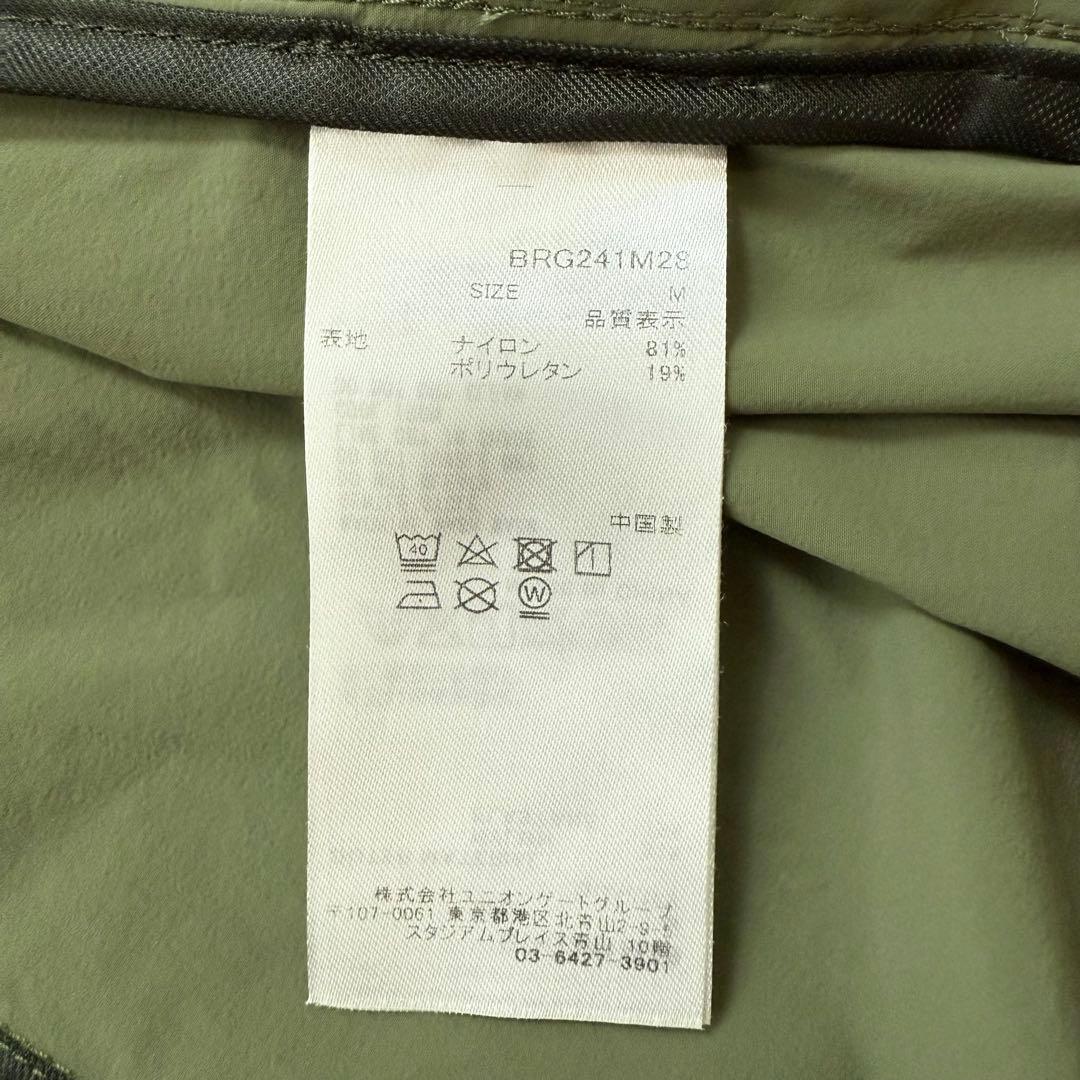 BRG241M28
SIZE M
品質表示
表地 ナイロン 81%
ポリウレタン 19%
中国製
40
W
株式会社ユニオンゲートグループ
〒107-0061 東京都港区北青山2-9-5
スタジアムプレイス青山 10階
03-6427-3901